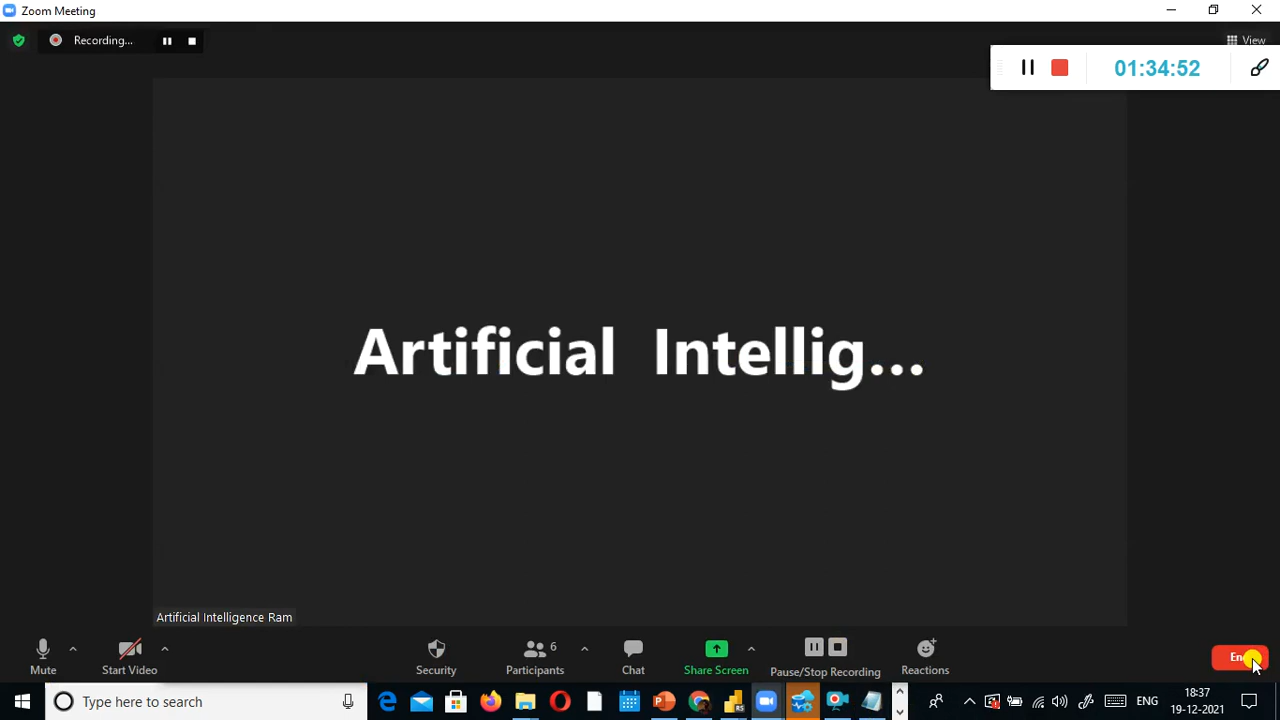 Zoom Meeting
Recording...
View
01:34:52
Artificial Intellig...
Artificial Intelligence Ram
Mute
Start Video
Security
6
Participants
Chat
Share Screen
Pause/Stop Recording
Reactions
Type here to search
RS
ENG
18:37
19-12-2021